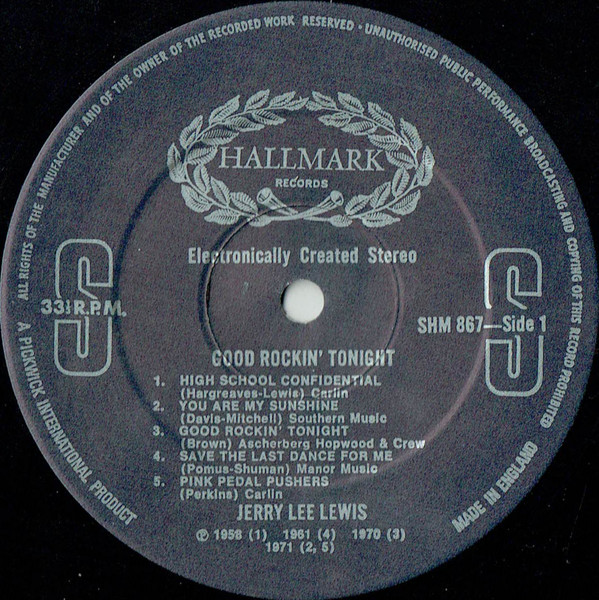 ALL RIGHTS OF THE MANUFACTURER AND OF THE OWNER OF THE RECORDED WORK RESERVED · UNAUTHORISED PUBLIC PERFORMANCE BROADCASTING AND COPYING OF THIS RECORD PROHIBITED
HALLMARK
RECORDS
Electronically Created Stereo
S S
33⅓ R.P.M.
SHM 867—Side 1
GOOD ROCKIN' TONIGHT
1. HIGH SCHOOL CONFIDENTIAL
(Hargreaves-Lewis) Carlin
2. YOU ARE MY SUNSHINE
(Davis-Mitchell) Southern Music
3. GOOD ROCKIN' TONIGHT
(Brown) Ascherberg Hopwood & Crew
4. SAVE THE LAST DANCE FOR ME
(Pomus-Shuman) Manor Music
5. PINK PEDAL PUSHERS
(Perkins) Carlin
JERRY LEE LEWIS
℗ 1958 (1) 1961 (4) 1970 (3)
1971 (2, 5)
A PICKWICK INTERNATIONAL PRODUCT
MADE IN ENGLAND